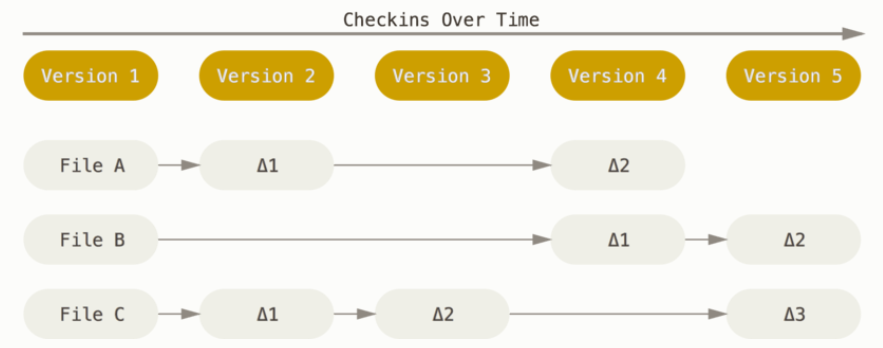 Checkins Over Time
Version 1 Version 2 Version 3 Version 4 Version 5
File A Δ1 Δ2
File B Δ1 Δ2
File C Δ1 Δ2 Δ3